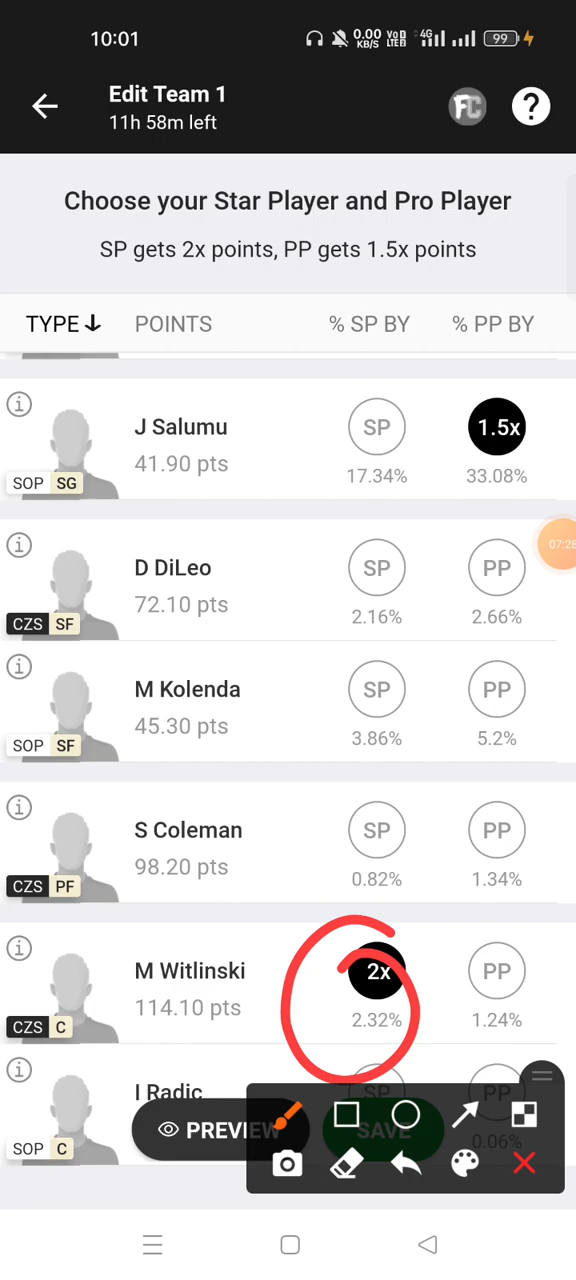 10:01
0.00 KB/S
Vo LTE 2
4G
99
Edit Team 1
11h 58m left
FC
?
Choose your Star Player and Pro Player
SP gets 2x points, PP gets 1.5x points
TYPE POINTS % SP BY % PP BY
J Salumu
41.90 pts
SOP SG
SP
17.34%
1.5x
33.08%
07:28
D DiLeo
72.10 pts
CZS SF
SP
2.16%
PP
2.66%
M Kolenda
45.30 pts
SOP SF
SP
3.86%
PP
5.2%
S Coleman
98.20 pts
CZS PF
SP
0.82%
PP
1.34%
M Witlinski
114.10 pts
CZS C
2x
2.32%
PP
1.24%
I Radic
SOP C
SP
PP
0.06%
PREVIEW
SAVE